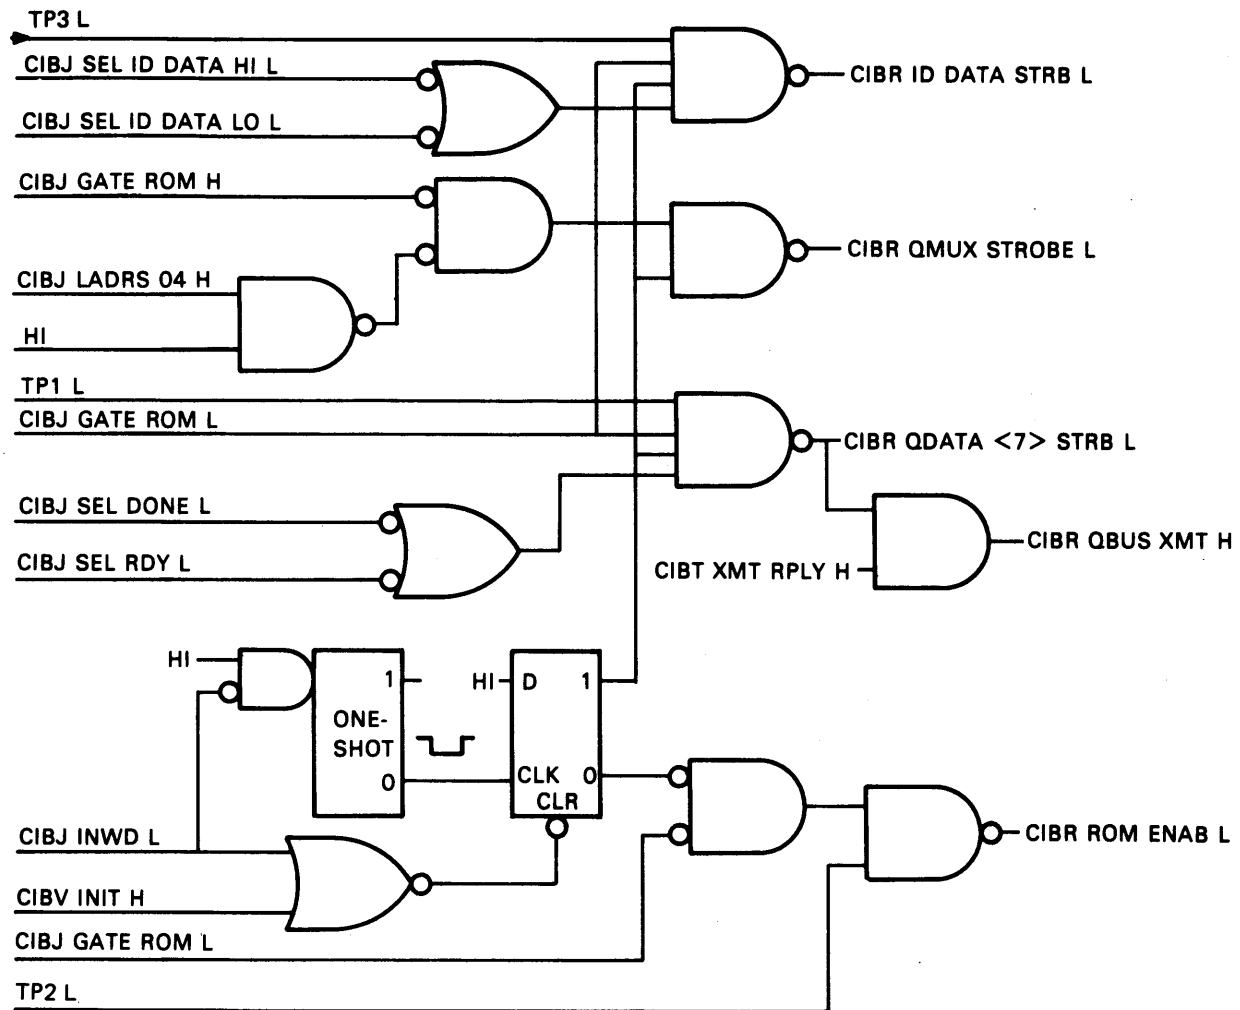 TP3 L
CIBJ SEL ID DATA HI L
CIBR ID DATA STRB L
CIBJ SEL ID DATA LO L
CIBJ GATE ROM H
CIBR QMUX STROBE L
CIBJ LADRS 04 H
HI
TP1 L
CIBJ GATE ROM L
CIBR QDATA <7> STRB L
CIBJ SEL DONE L
CIBR QBUS XMT H
CIBJ SEL RDY L
CIBT XMT RPLY H
HI
1
HI
D
1
ONE-
SHOT
0
CLK
0
CLR
CIBJ INWD L
CIBR ROM ENAB L
CIBV INIT H
CIBJ GATE ROM L
TP2 L